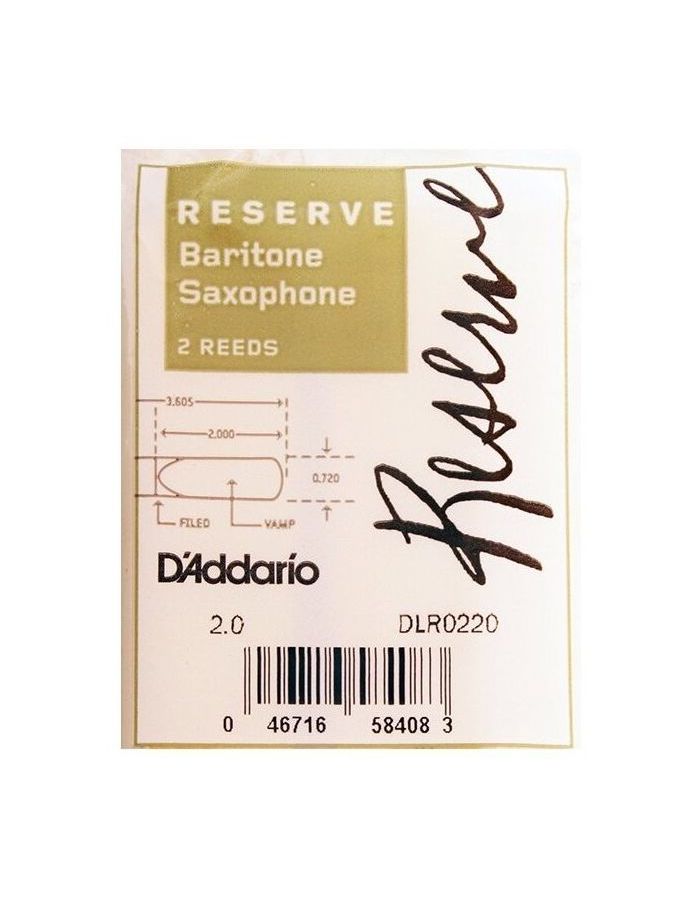 RESERVE
Baritone
Saxophone
2 REEDS
Reserve
3.605
2.000
0.720
FILED
VAMP
D'Addario
2.0 DLR0220
0 46716 58408 3